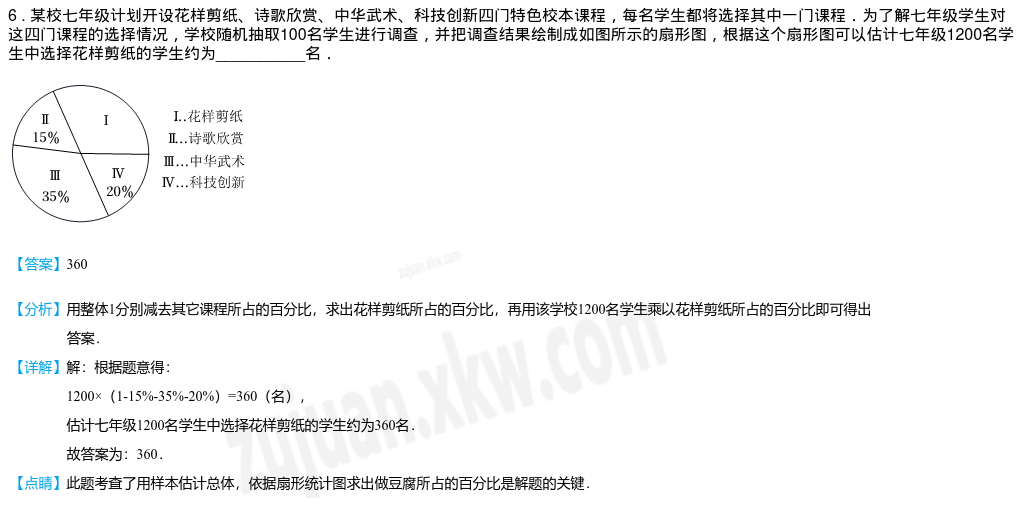 6 . 某校七年级计划开设花样剪纸、诗歌欣赏、中华武术、科技创新四门特色校本课程，每名学生都将选择其中一门课程．为了解七年级学生对
这四门课程的选择情况，学校随机抽取100名学生进行调查，并把调查结果绘制成如图所示的扇形图，根据这个扇形图可以估计七年级1200名学
生中选择花样剪纸的学生约为___________名．
Ⅱ
15%
Ⅰ
Ⅲ
35%
Ⅳ
20%
Ⅰ…花样剪纸
Ⅱ…诗歌欣赏
Ⅲ…中华武术
Ⅳ…科技创新
【答案】360
【分析】用整体1分别减去其它课程所占的百分比，求出花样剪纸所占的百分比，再用该学校1200名学生乘以花样剪纸所占的百分比即可得出
答案．
【详解】解：根据题意得：
1200×（1-15%-35%-20%）=360（名），
估计七年级1200名学生中选择花样剪纸的学生约为360名．
故答案为：360．
【点睛】此题考查了用样本估计总体，依据扇形统计图求出做豆腐所占的百分比是解题的关键．
zujuan.xkw.com
zujuan.xkw.com